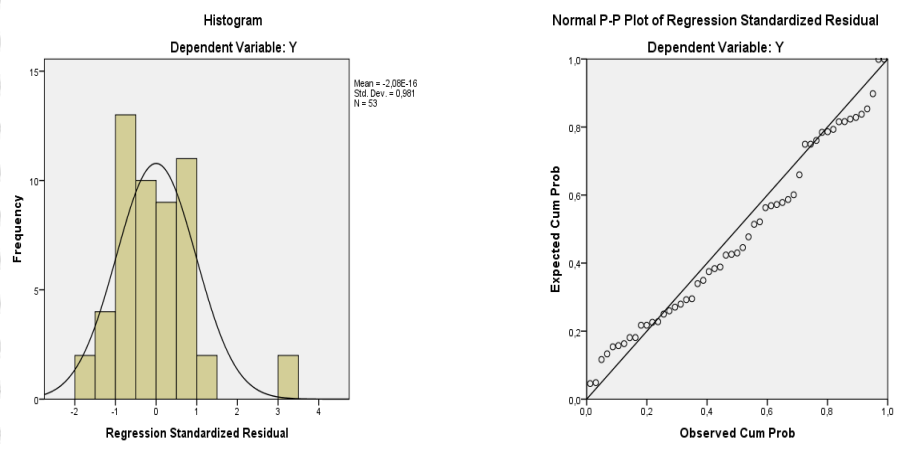 Histogram
Dependent Variable: Y
Mean = -2,08E-16
Std. Dev. = 0,981
N = 53
15
10
5
0
Frequency
-2 -1 0 1 2 3 4
Regression Standardized Residual
Normal P-P Plot of Regression Standardized Residual
Dependent Variable: Y
1,0
0,8
0,6
0,4
0,2
0,0
Expected Cum Prob
0,0 0,2 0,4 0,6 0,8 1,0
Observed Cum Prob